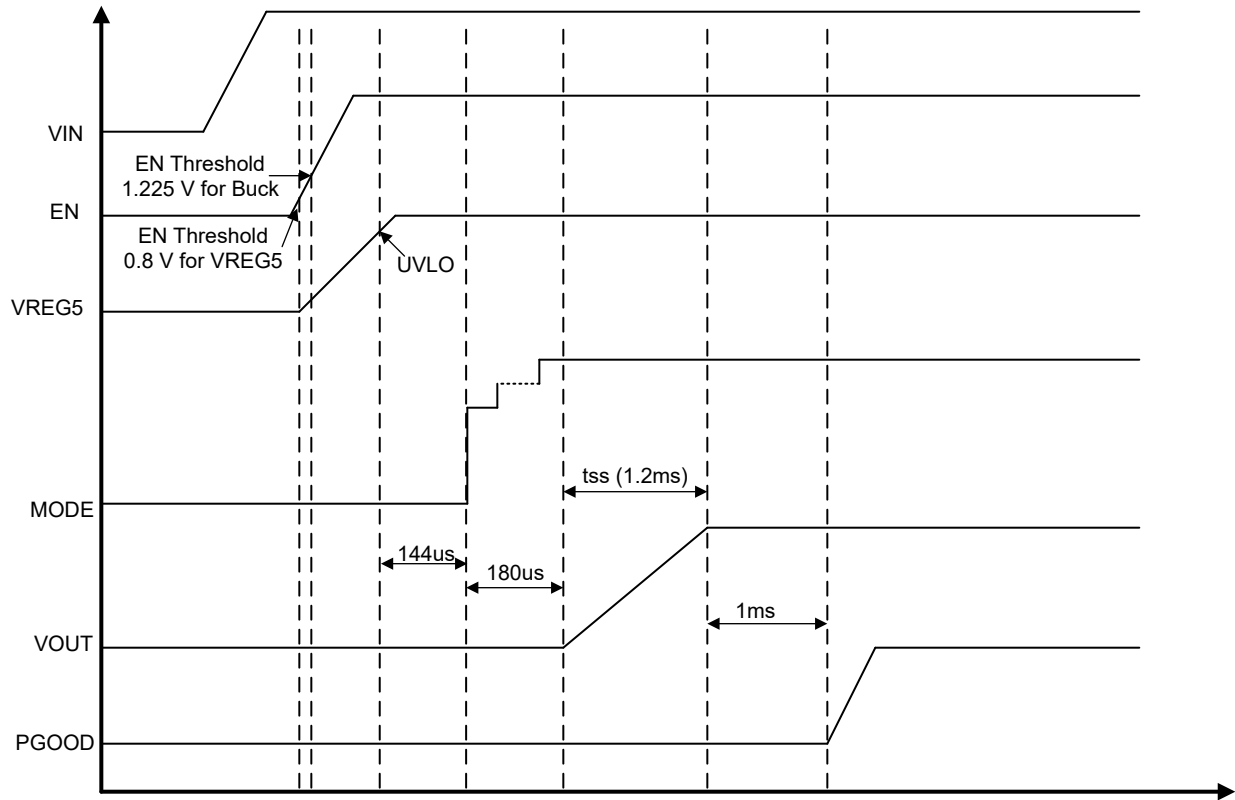 VIN
EN Threshold
1.225 V for Buck
EN
EN Threshold
0.8 V for VREG5
UVLO
VREG5
tss (1.2ms)
MODE
144us
180us
1ms
VOUT
PGOOD